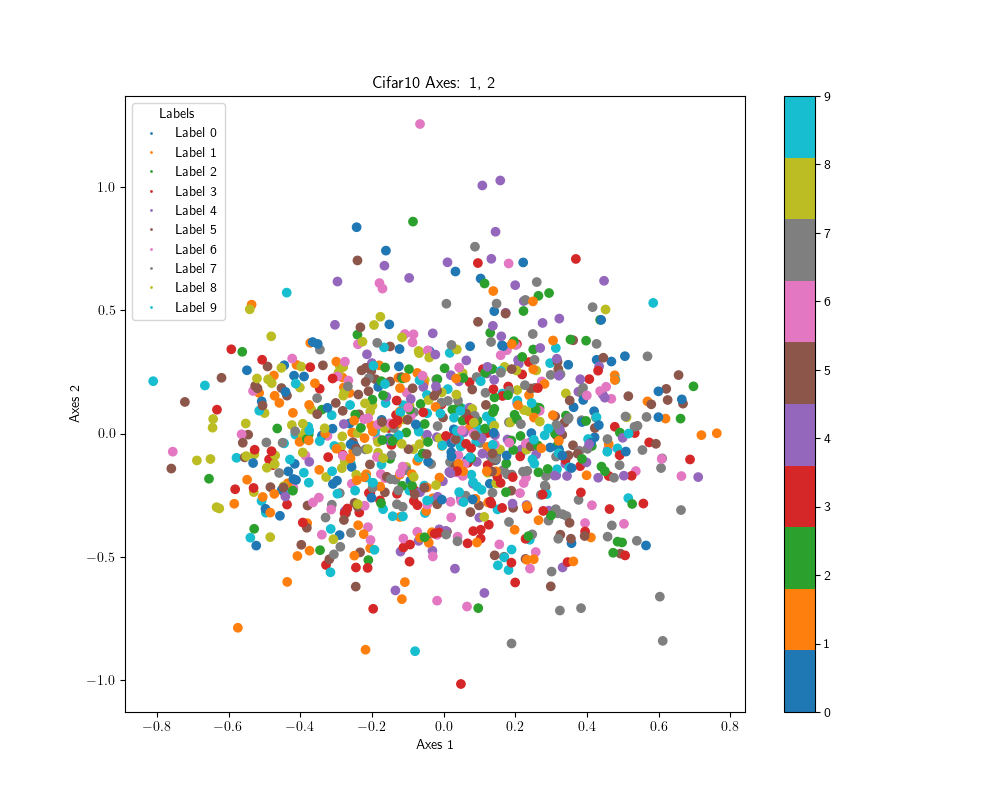 Cifar10 Axes: 1, 2
Labels
Label 0
Label 1
Label 2
Label 3
Label 4
Label 5
Label 6
Label 7
Label 8
Label 9
1.0
0.5
0.0
−0.5
−1.0
Axes 2
−0.8 −0.6 −0.4 −0.2 0.0 0.2 0.4 0.6 0.8
Axes 1
9
8
7
6
5
4
3
2
1
0